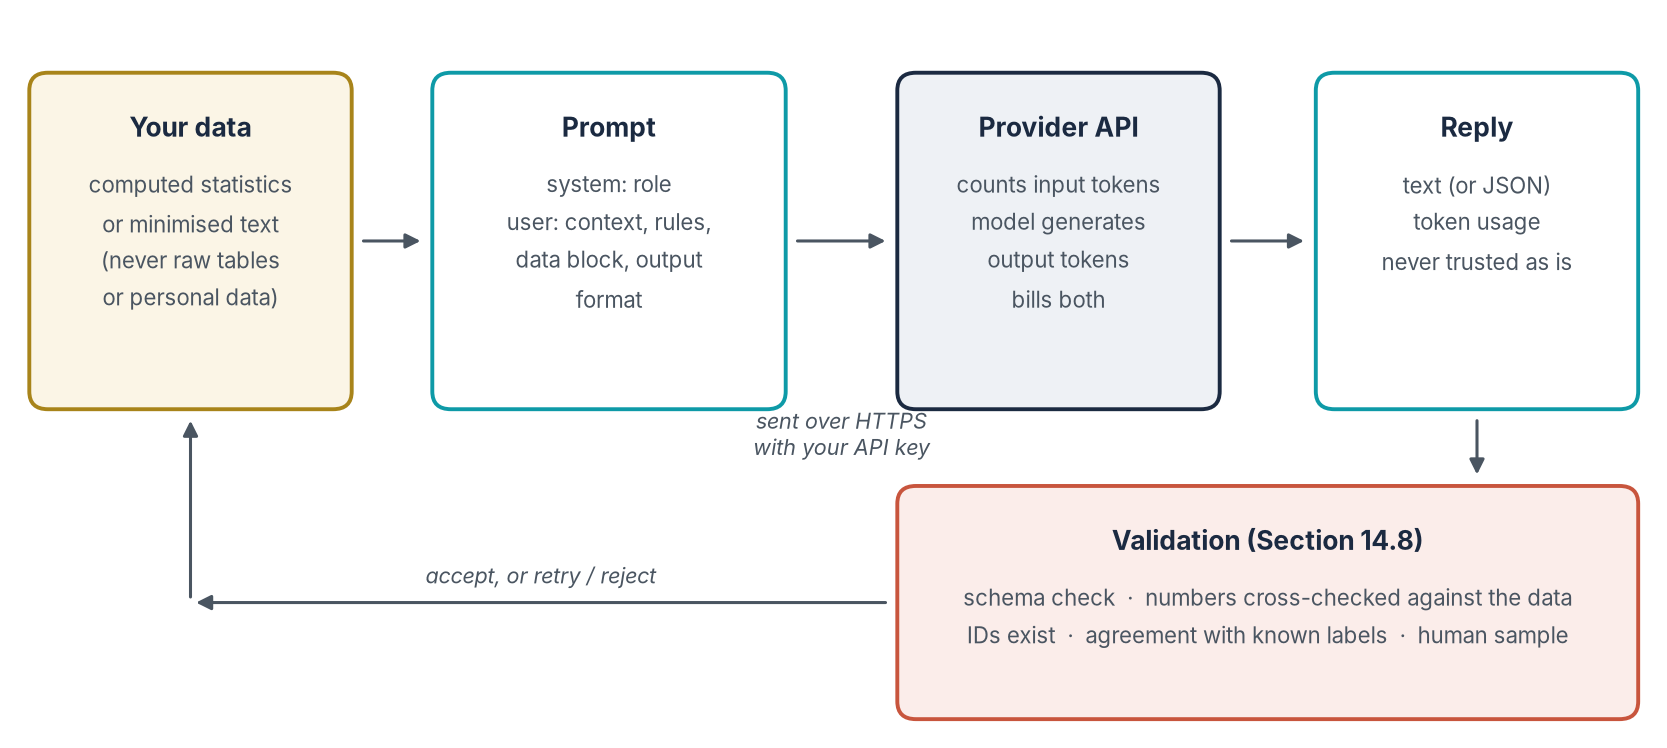 Your data
computed statistics
or minimised text
(never raw tables
or personal data)
Prompt
system: role
user: context, rules,
data block, output
format
Provider API
counts input tokens
model generates
output tokens
bills both
Reply
text (or JSON)
token usage
never trusted as is
sent over HTTPS
with your API key
Validation (Section 14.8)
schema check · numbers cross-checked against the data
IDs exist · agreement with known labels · human sample
accept, or retry / reject